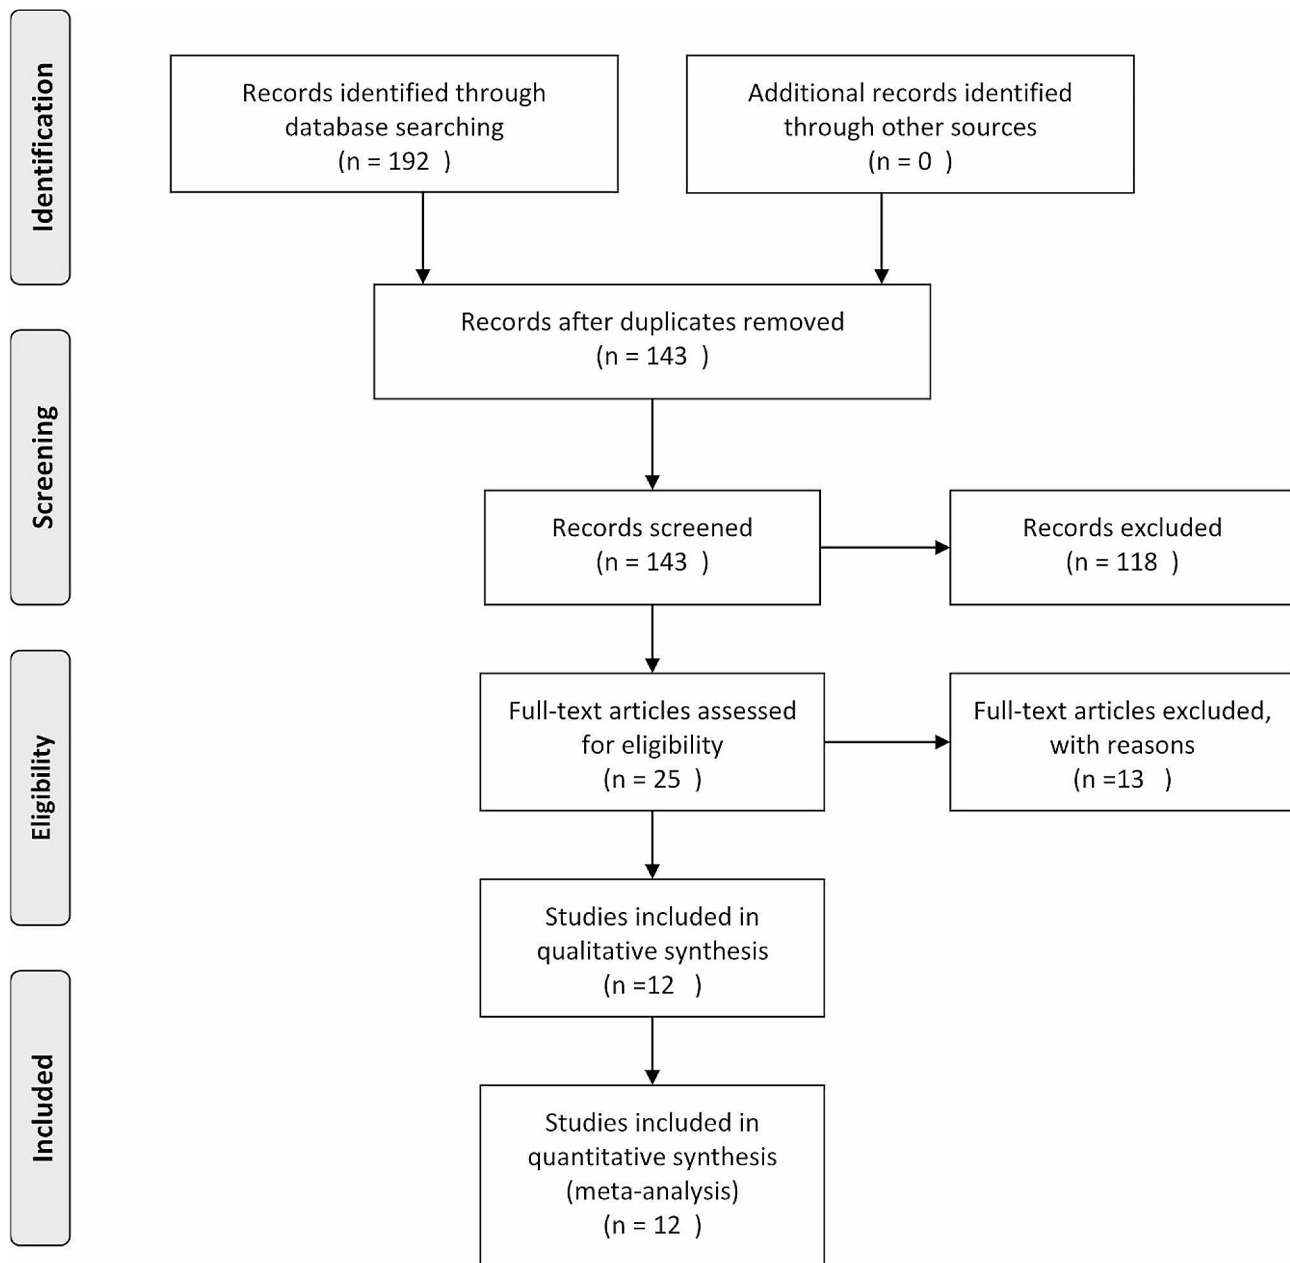 Identification
Records identified through
database searching
(n = 192  )
Additional records identified
through other sources
(n = 0  )
Records after duplicates removed
(n = 143  )
Screening
Records screened
(n = 143  )
Records excluded
(n = 118  )
Eligibility
Full-text articles assessed
for eligibility
(n = 25  )
Full-text articles excluded,
with reasons
(n =13   )
Studies included in
qualitative synthesis
(n =12   )
Included
Studies included in
quantitative synthesis
(meta-analysis)
(n = 12  )